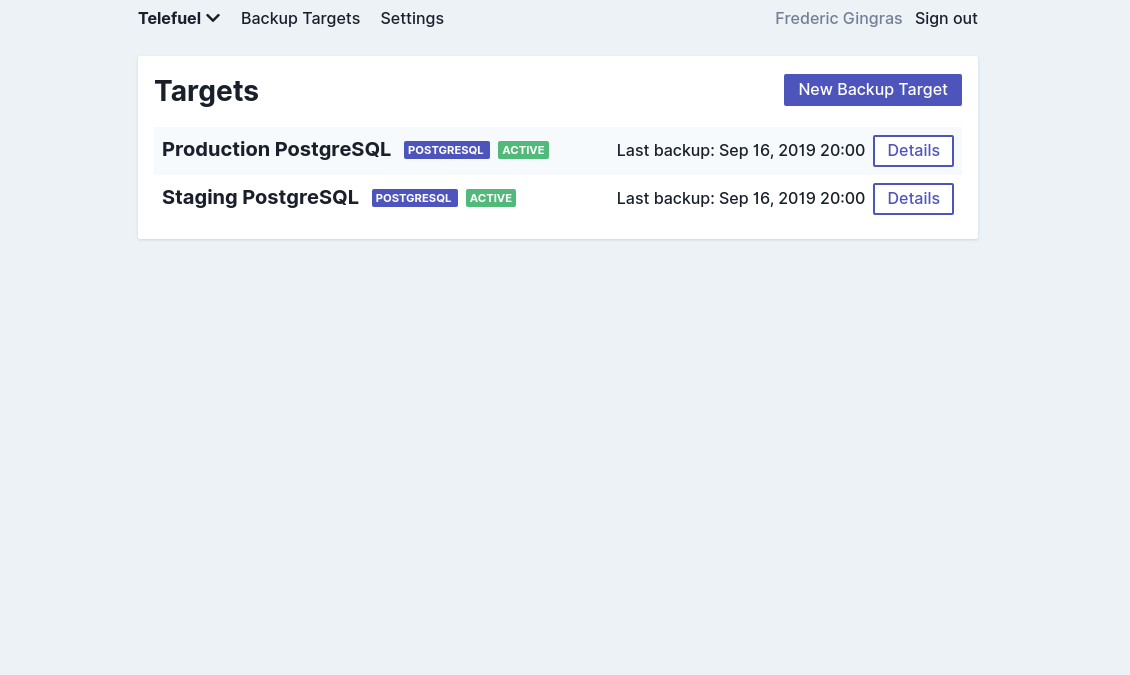 Telefuel Backup Targets Settings Frederic Gingras Sign out
Targets New Backup Target
Production PostgreSQL POSTGRESQL ACTIVE Last backup: Sep 16, 2019 20:00 Details
Staging PostgreSQL POSTGRESQL ACTIVE Last backup: Sep 16, 2019 20:00 Details